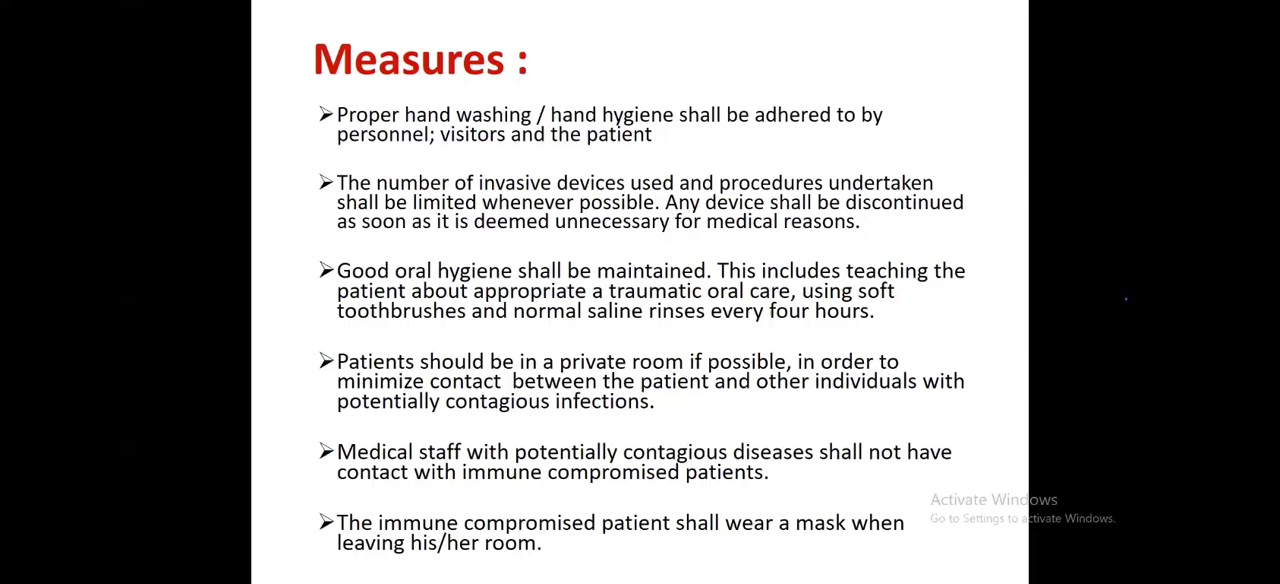 Measures :
➢Proper hand washing / hand hygiene shall be adhered to by
personnel; visitors and the patient
➢The number of invasive devices used and procedures undertaken
shall be limited whenever possible. Any device shall be discontinued
as soon as it is deemed unnecessary for medical reasons.
➢Good oral hygiene shall be maintained. This includes teaching the
patient about appropriate a traumatic oral care, using soft
toothbrushes and normal saline rinses every four hours.
➢Patients should be in a private room if possible, in order to
minimize contact  between the patient and other individuals with
potentially contagious infections.
➢Medical staff with potentially contagious diseases shall not have
contact with immune compromised patients.
➢The immune compromised patient shall wear a mask when
leaving his/her room.
Activate Windows
Go to Settings to activate Windows.